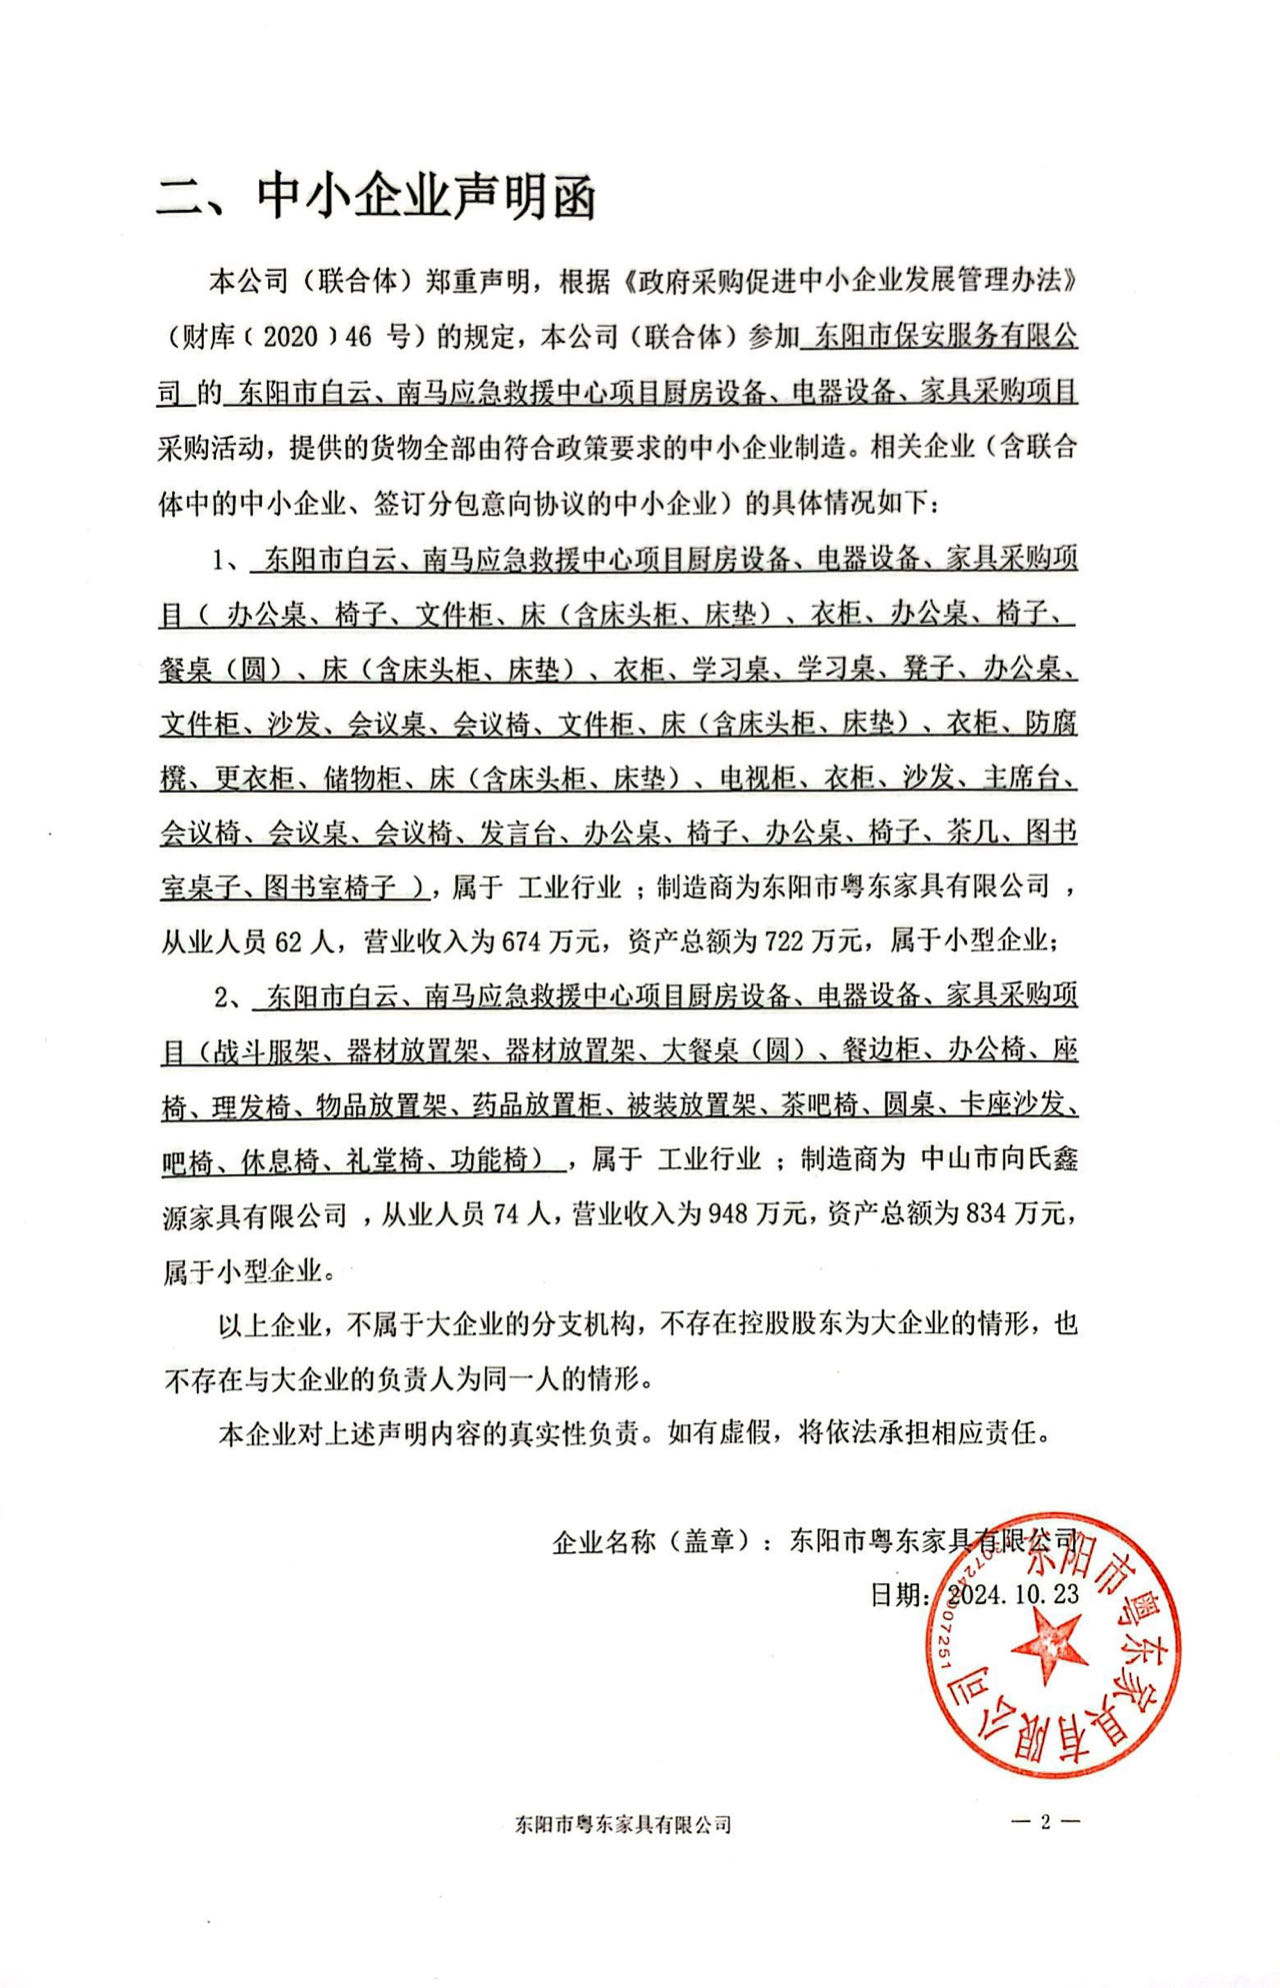 二、中小企业声明函
本公司（联合体）郑重声明，根据《政府采购促进中小企业发展管理办法》
（财库﹝2020﹞46 号）的规定，本公司（联合体）参加 东阳市保安服务有限公
司 的 东阳市白云、南马应急救援中心项目厨房设备、电器设备、家具采购项目
采购活动，提供的货物全部由符合政策要求的中小企业制造。相关企业（含联合
体中的中小企业、签订分包意向协议的中小企业）的具体情况如下：
1、 东阳市白云、南马应急救援中心项目厨房设备、电器设备、家具采购项
目（ 办公桌、椅子、文件柜、床（含床头柜、床垫）、衣柜、办公桌、椅子、
餐桌（圆）、床（含床头柜、床垫）、衣柜、学习桌、学习桌、凳子、办公桌、
文件柜、沙发、会议桌、会议椅、文件柜、床（含床头柜、床垫）、衣柜、防腐
櫈、更衣柜、储物柜、床（含床头柜、床垫）、电视柜、衣柜、沙发、主席台、
会议椅、会议桌、会议椅、发言台、办公桌、椅子、办公桌、椅子、茶几、图书
室桌子、图书室椅子 ），属于 工业行业 ；制造商为东阳市粤东家具有限公司 ，
从业人员 62 人，营业收入为 674 万元，资产总额为 722 万元，属于小型企业；
2、 东阳市白云、南马应急救援中心项目厨房设备、电器设备、家具采购项
目（战斗服架、器材放置架、器材放置架、大餐桌（圆）、餐边柜、办公椅、座
椅、理发椅、物品放置架、药品放置柜、被装放置架、茶吧椅、圆桌、卡座沙发、
吧椅、休息椅、礼堂椅、功能椅） ，属于 工业行业 ；制造商为 中山市向氏鑫
源家具有限公司 ，从业人员 74 人，营业收入为 948 万元，资产总额为 834 万元，
属于小型企业。
以上企业，不属于大企业的分支机构，不存在控股股东为大企业的情形，也
不存在与大企业的负责人为同一人的情形。
本企业对上述声明内容的真实性负责。如有虚假，将依法承担相应责任。
企业名称（盖章）：东阳市粤东家具有限公司
日期：2024.10.23
东阳市粤东家具有限公司
东阳市粤东家具有限公司
— 2 —